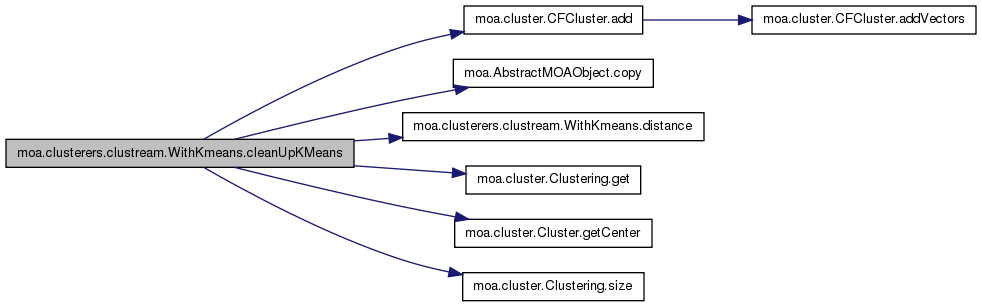 moa.cluster.CFCluster.add
moa.cluster.CFCluster.addVectors
moa.AbstractMOAObject.copy
moa.clusterers.clustream.WithKmeans.distance
moa.clusterers.clustream.WithKmeans.cleanUpKMeans
moa.cluster.Clustering.get
moa.cluster.Cluster.getCenter
moa.cluster.Clustering.size